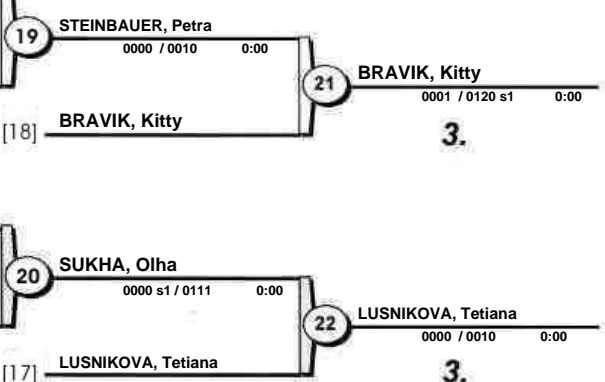 19 STEINBAUER, Petra
0000 / 0010 0:00
21 BRAVIK, Kitty
0001 / 0120 s1 0:00
[18] BRAVIK, Kitty
3.
20 SUKHA, Olha
0000 s1 / 0111 0:00
22 LUSNIKOVA, Tetiana
0000 / 0010 0:00
[17] LUSNIKOVA, Tetiana
3.